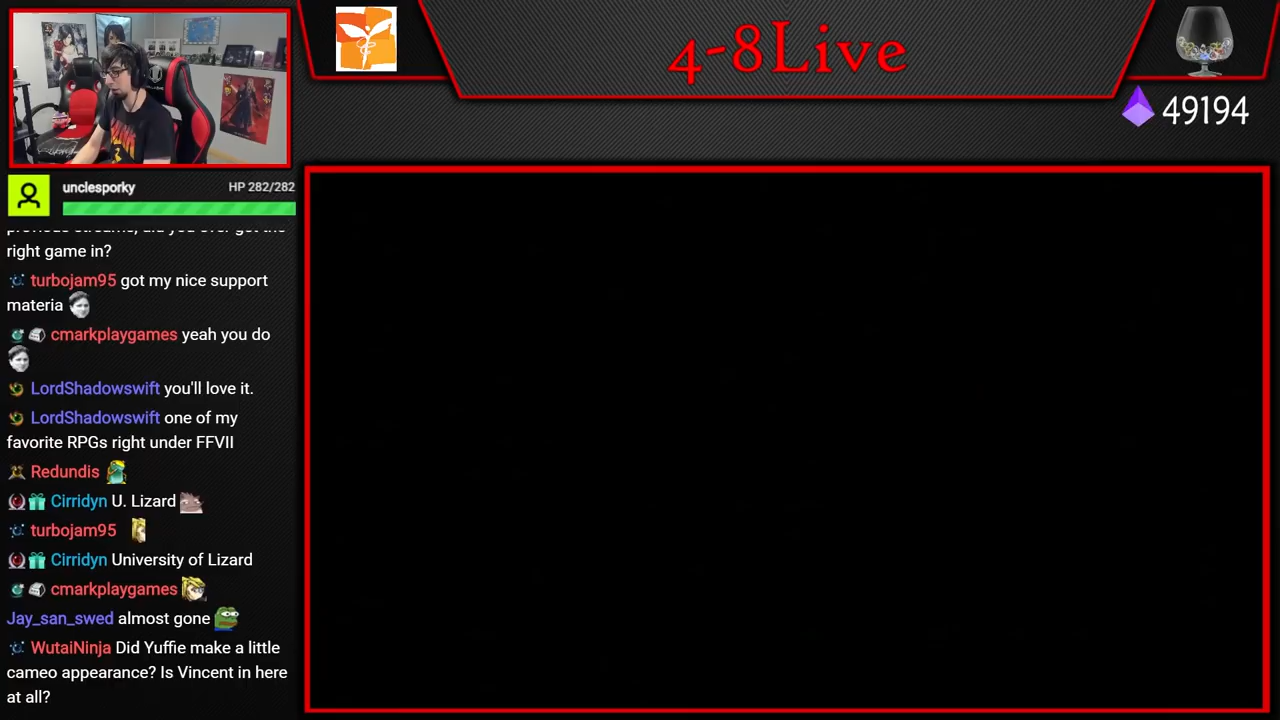 4-8Live
49194
unclesporky HP 282/282
right game in?
turbojam95 got my nice support
materia
cmarkplaygames yeah you do
LordShadowswift you'll love it.
LordShadowswift one of my
favorite RPGs right under FFVII
Redundis
Cirridyn U. Lizard
turbojam95
Cirridyn University of Lizard
cmarkplaygames
Jay_san_swed almost gone
WutaiNinja Did Yuffie make a little
cameo appearance? Is Vincent in here
at all?